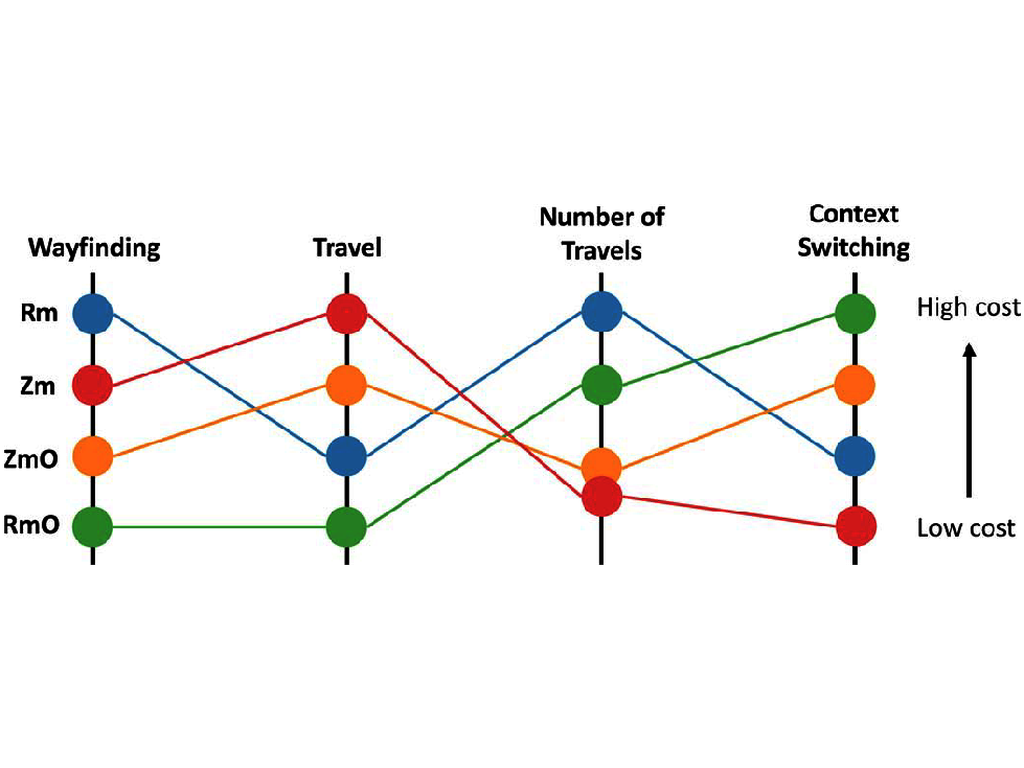 Wayfinding
Travel
Number of
Travels
Context
Switching
Rm
Zm
ZmO
RmO
High cost
Low cost